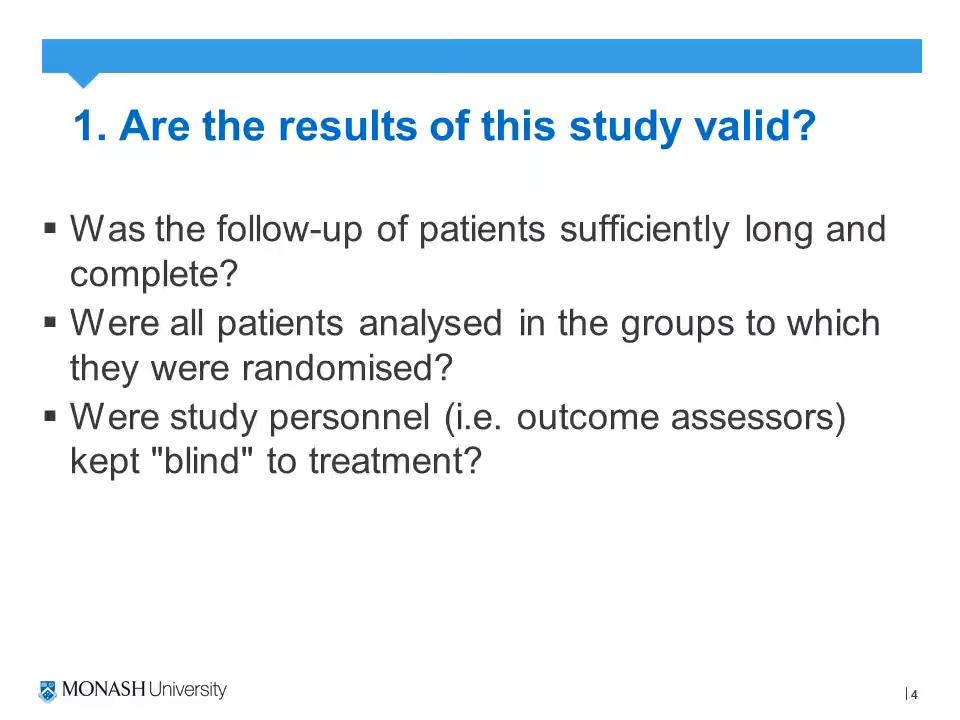 1. Are the results of this study valid?
▪ Was the follow-up of patients sufficiently long and
complete?
▪ Were all patients analysed in the groups to which
they were randomised?
▪ Were study personnel (i.e. outcome assessors)
kept "blind" to treatment?
MONASH University
| 4